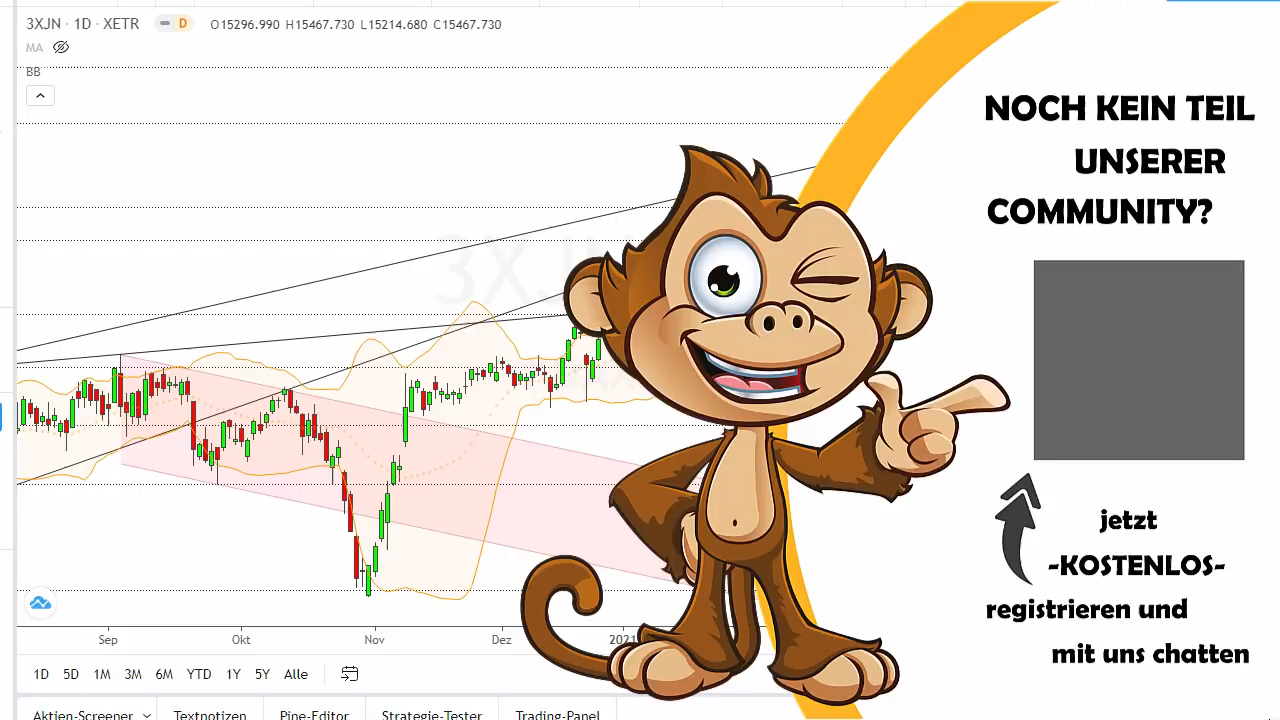 3XJN · 1D · XETR D O15296.990 H15467.730 L15214.680 C15467.730
MA
BB
3XJN
NOCH KEIN TEIL
UNSERER
COMMUNITY?
jetzt
-KOSTENLOS-
registrieren und
mit uns chatten
Sep Okt Nov Dez 2021
1D 5D 1M 3M 6M YTD 1Y 5Y Alle
Aktien-Screener Textnotizen Pine-Editor Strategie-Tester Trading-Panel